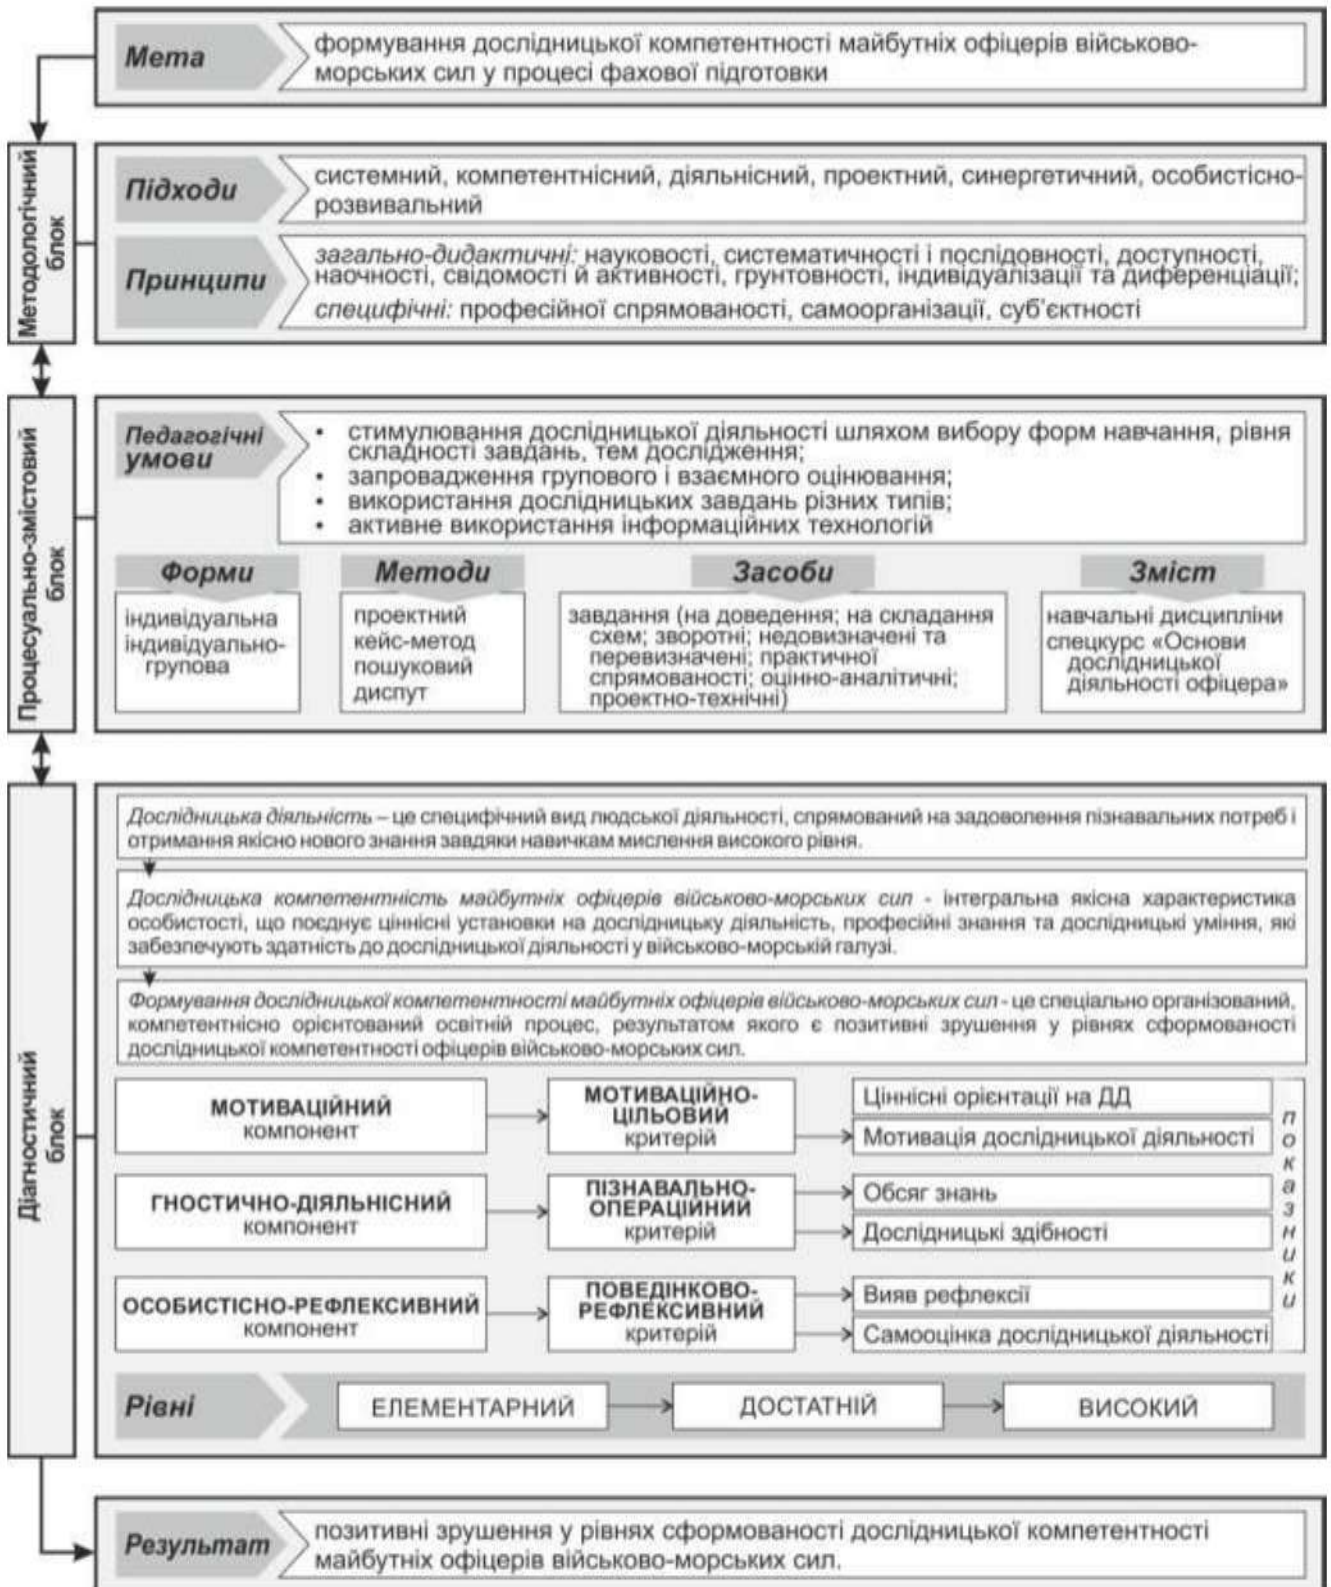 Мета
формування дослідницької компетентності майбутніх офіцерів військово-
морських сил у процесі фахової підготовки
Методологічний
блок
Підходи
системний, компетентнісний, діяльнісний, проектний, синергетичний, особистісно-
розвивальний
Принципи
загально-дидактичні: науковості, систематичності і послідовності, доступності,
наочності, свідомості й активності, грунтовності, індивідуалізації та диференціації;
специфічні: професійної спрямованості, самоорганізації, суб’єктності
Процесуально-змістовий
блок
Педагогічні
умови
• стимулювання дослідницької діяльності шляхом вибору форм навчання, рівня
складності завдань, тем дослідження;
• запровадження групового і взаємного оцінювання;
• використання дослідницьких завдань різних типів;
• активне використання інформаційних технологій
Форми
індивідуальна
індивідуально-
групова
Методи
проектний
кейс-метод
пошуковий
диспут
Засоби
завдання (на доведення; на складання
схем; зворотні; недовизначені та
перевизначені; практичної
спрямованості; оцінно-аналітичні;
проектно-технічні)
Зміст
навчальні дисципліни
спецкурс «Основи
дослідницької
діяльності офіцера»
Діагностичний
блок
Дослідницька діяльність – це специфічний вид людської діяльності, спрямований на задоволення пізнавальних потреб і
отримання якісно нового знання завдяки навичкам мислення високого рівня.
Дослідницька компетентність майбутніх офіцерів військово-морських сил - інтегральна якісна характеристика
особистості, що поєднує ціннісні установки на дослідницьку діяльність, професійні знання та дослідницькі уміння, які
забезпечують здатність до дослідницької діяльності у військово-морській галузі.
Формування дослідницької компетентності майбутніх офіцерів військово-морських сил - це спеціально організований,
компетентнісно орієнтований освітній процес, результатом якого є позитивні зрушення у рівнях сформованості
дослідницької компетентності офіцерів військово-морських сил.
МОТИВАЦІЙНИЙ
компонент
МОТИВАЦІЙНО-
ЦІЛЬОВИЙ
критерій
Ціннісні орієнтації на ДД
Мотивація дослідницької діяльності
ГНОСТИЧНО-ДІЯЛЬНІСНИЙ
компонент
ПІЗНАВАЛЬНО-
ОПЕРАЦІЙНИЙ
критерій
Обсяг знань
Дослідницькі здібності
ОСОБИСТІСНО-РЕФЛЕКСИВНИЙ
компонент
ПОВЕДІНКОВО-
РЕФЛЕКСИВНИЙ
критерій
Вияв рефлексії
Самооцінка дослідницької діяльності
показники
Рівні
ЕЛЕМЕНТАРНИЙ
ДОСТАТНІЙ
ВИСОКИЙ
Результат
позитивні зрушення у рівнях сформованості дослідницької компетентності
майбутніх офіцерів військово-морських сил.